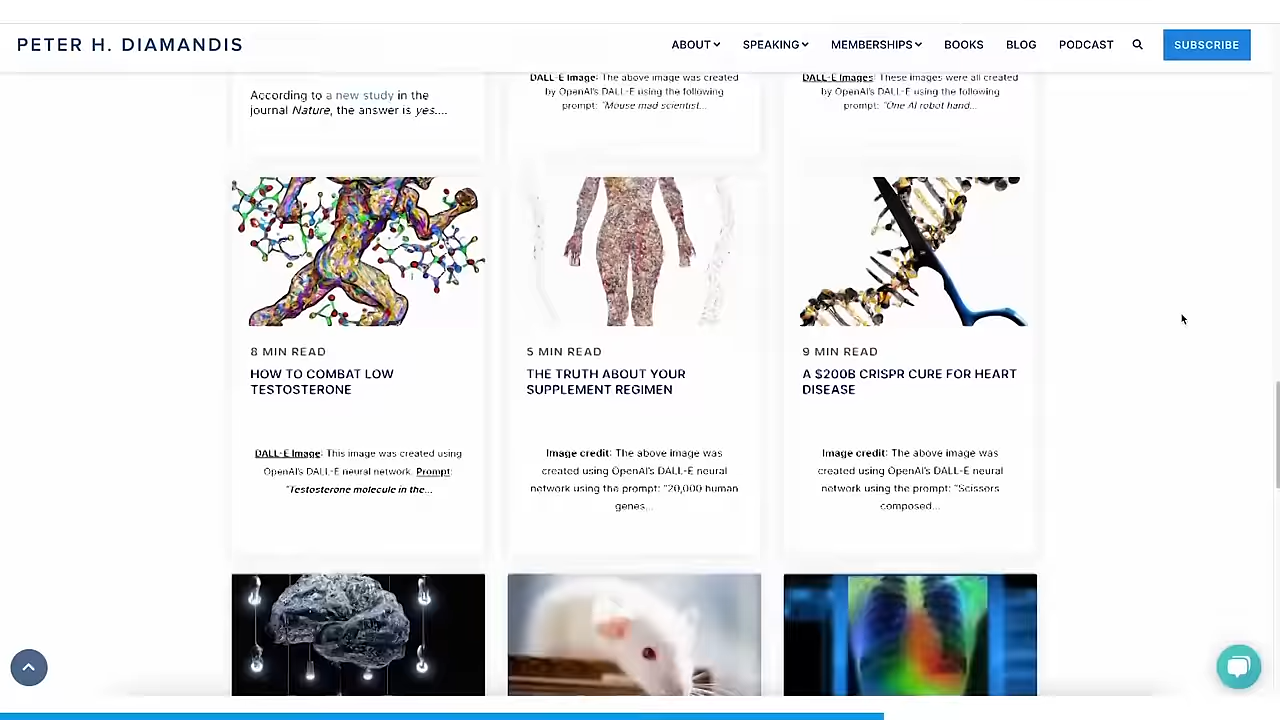 PETER H. DIAMANDIS
ABOUT
SPEAKING
MEMBERSHIPS
BOOKS
BLOG
PODCAST
SUBSCRIBE
According to a new study in the
journal Nature, the answer is yes....
DALL-E Image: The above image was created
by OpenAI's DALL-E using the following
prompt: "Mouse mad scientist...
DALL-E Images: These images were all created
by OpenAI's DALL-E using the following
prompt: "One AI robot hand...
8 MIN READ
HOW TO COMBAT LOW
TESTOSTERONE
DALL-E Image: This image was created using
OpenAI's DALL-E neural network. Prompt:
"Testosterone molecule in the...
5 MIN READ
THE TRUTH ABOUT YOUR
SUPPLEMENT REGIMEN
Image credit: The above image was
created using OpenAI's DALL-E neural
network using the prompt: "20,000 human
genes...
9 MIN READ
A $200B CRISPR CURE FOR HEART
DISEASE
Image credit: The above image was
created using OpenAI's DALL-E neural
network using the prompt: "Scissors
composed...